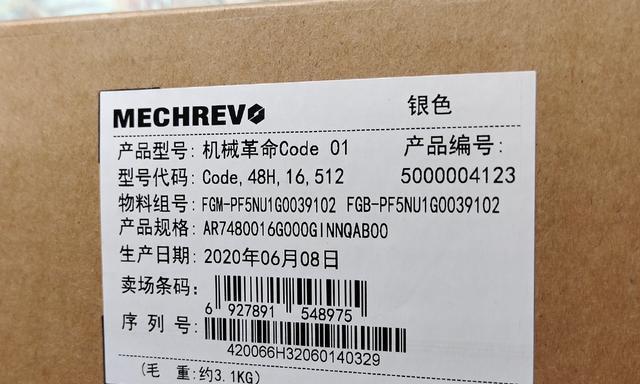 MECHREVO 银色
产品型号: 机械革命Code 01 产品编号:
型号代码: Code,48H,16,512 5000004123
物料组号: FGM-PF5NU1G0039102 FGB-PF5NU1G0039102
产品规格: AR7480016G000GINNQAB00
生产日期: 2020年06月08日
卖场条码:
6 927891 548975
序列号:
420066H32060140329
(毛 重:约3.1KG)